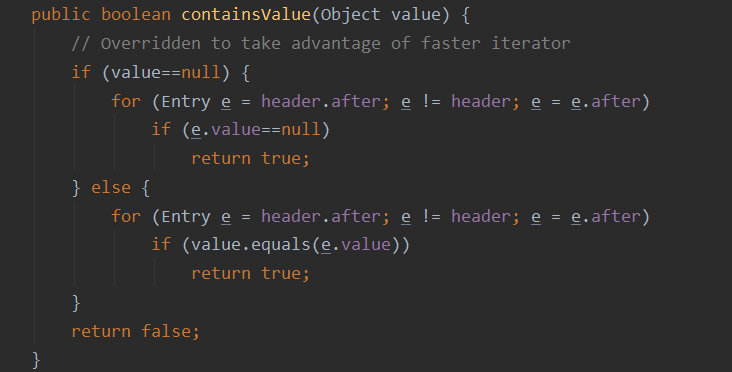 public boolean containsValue(Object value) {
    // Overridden to take advantage of faster iterator
    if (value==null) {
        for (Entry e = header.after; e != header; e = e.after)
            if (e.value==null)
                return true;
    } else {
        for (Entry e = header.after; e != header; e = e.after)
            if (value.equals(e.value))
                return true;
    }
    return false;
}